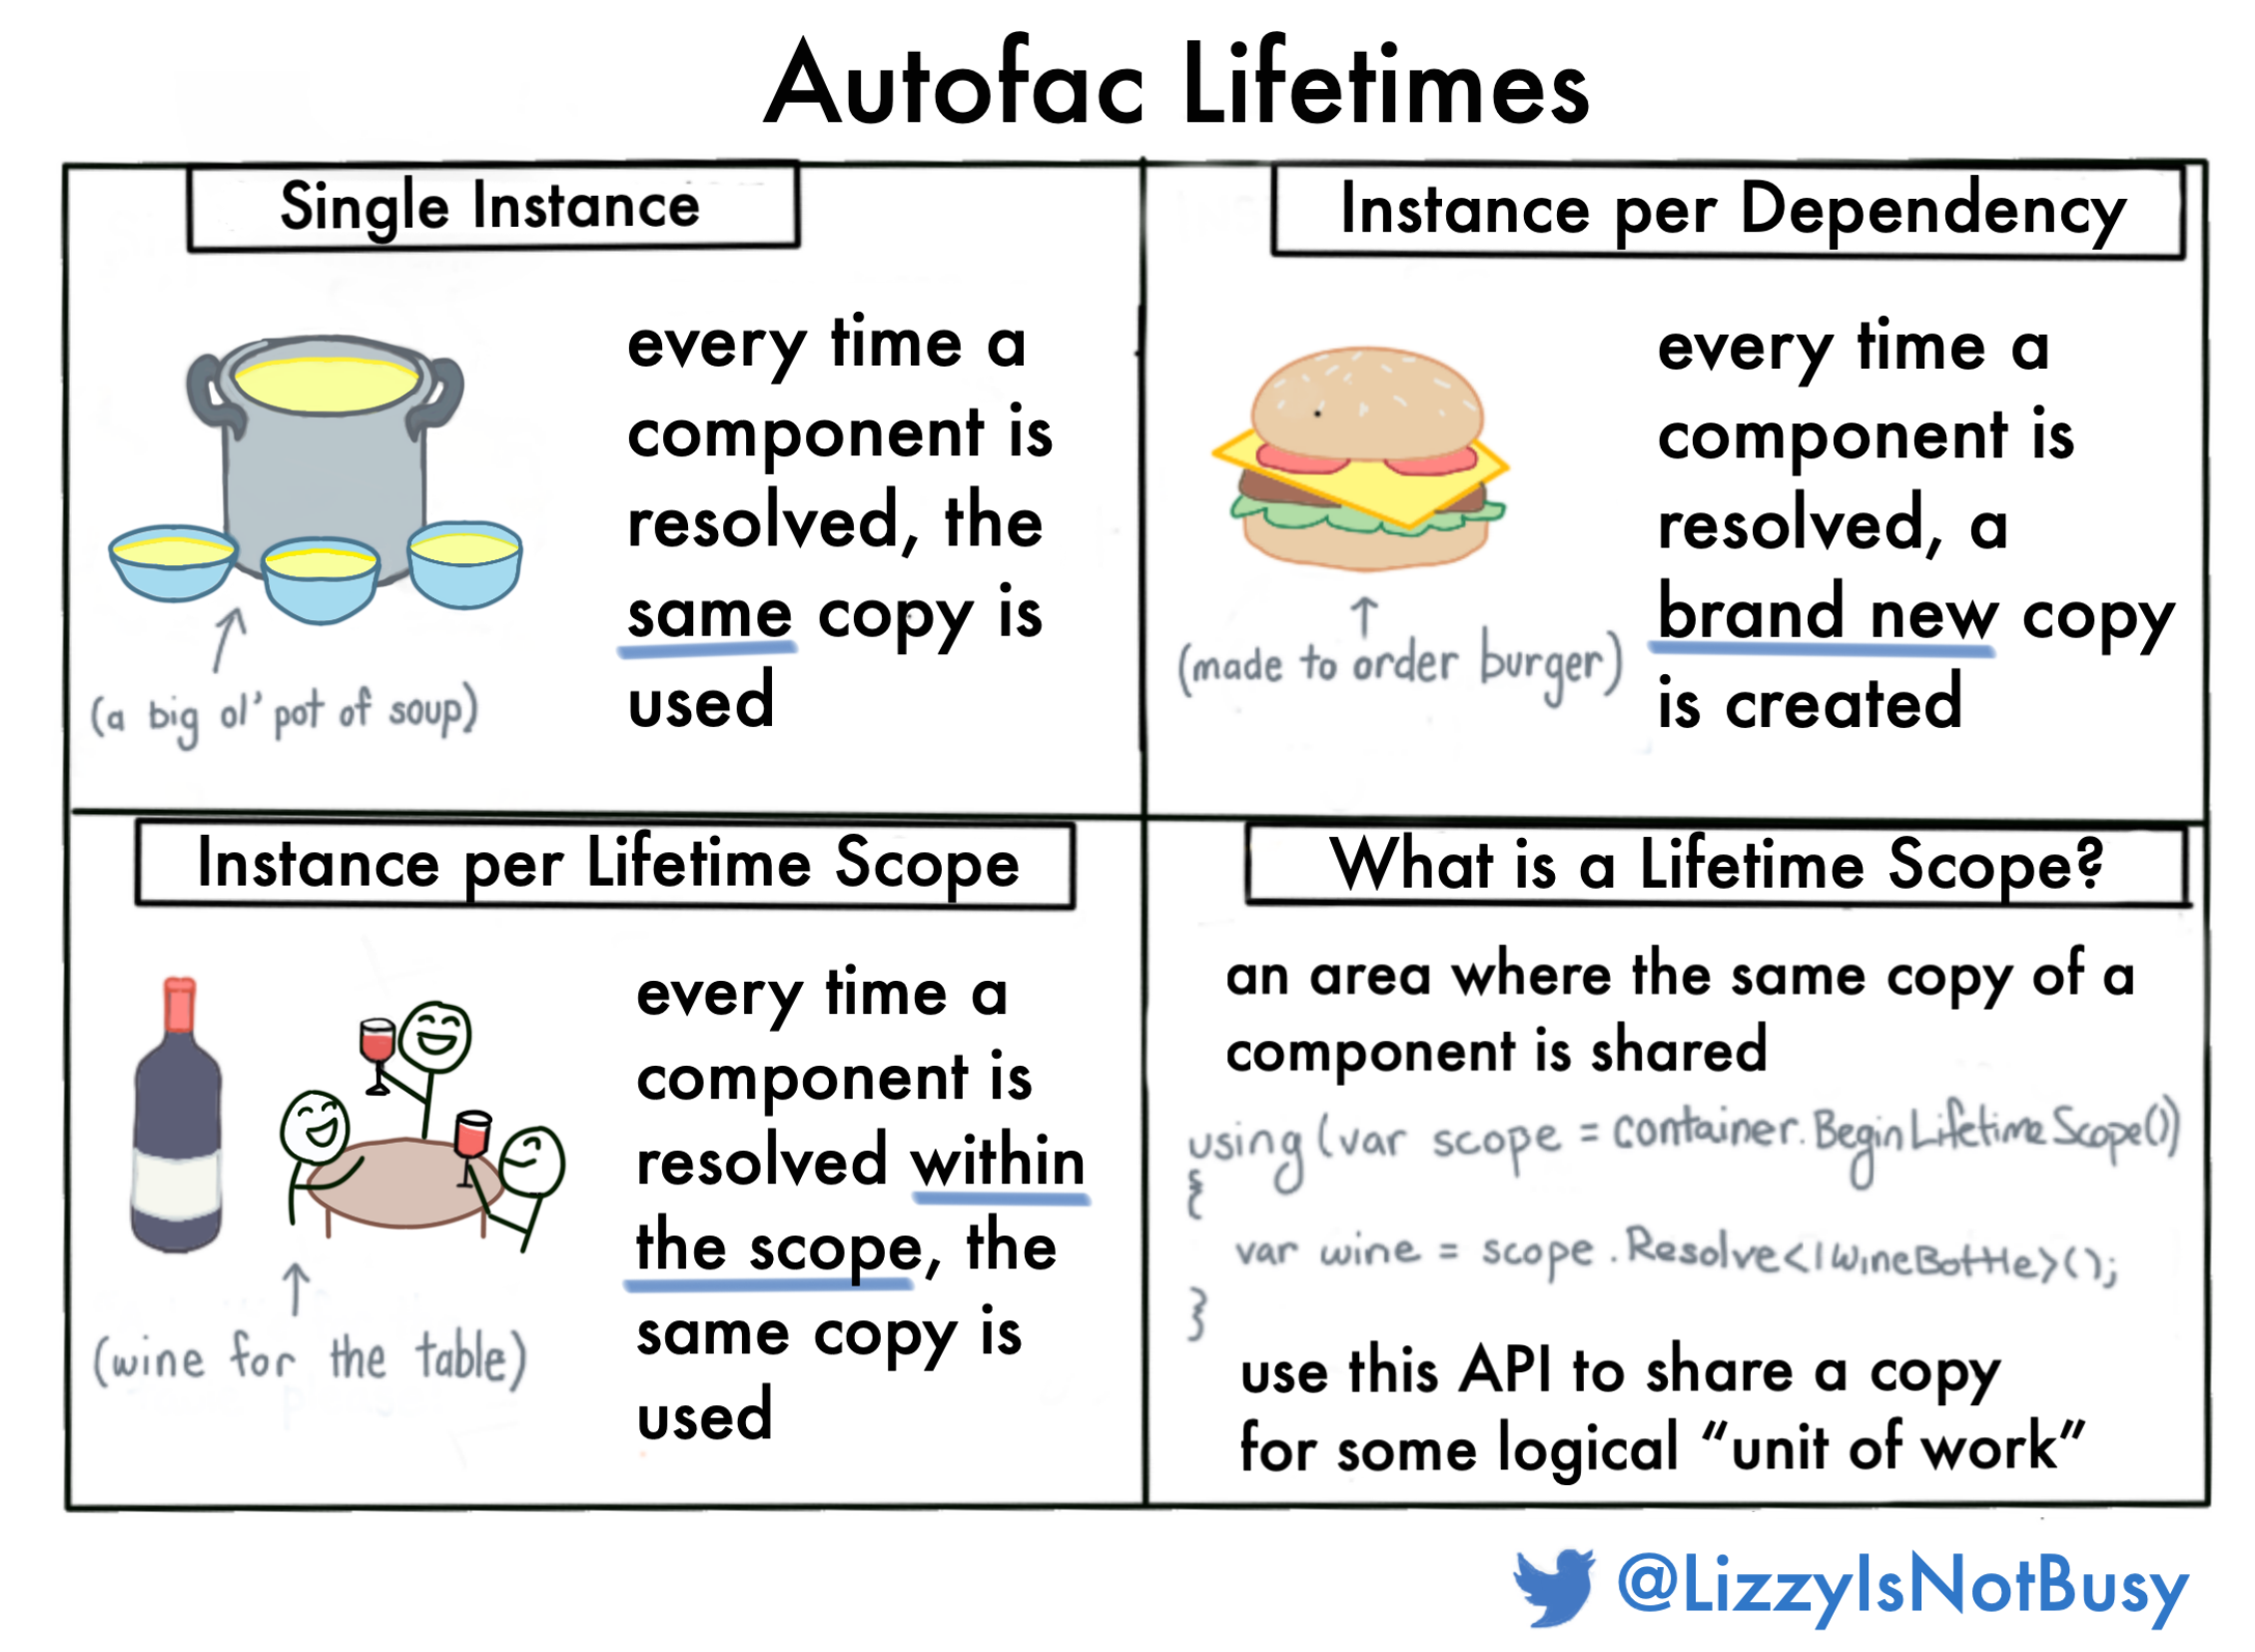 Autofac Lifetimes
Single Instance
every time a
component is
resolved, the
same copy is
used
(a big ol' pot of soup)
Instance per Dependency
every time a
component is
resolved, a
brand new copy
is created
(made to order burger)
Instance per Lifetime Scope
every time a
component is
resolved within
the scope, the
same copy is
used
(wine for the table)
What is a Lifetime Scope?
an area where the same copy of a
component is shared
using (var scope = container.BeginLifetimeScope())
{
var wine = scope.Resolve<IWineBottle>();
}
use this API to share a copy
for some logical “unit of work”
@LizzyIsNotBusy